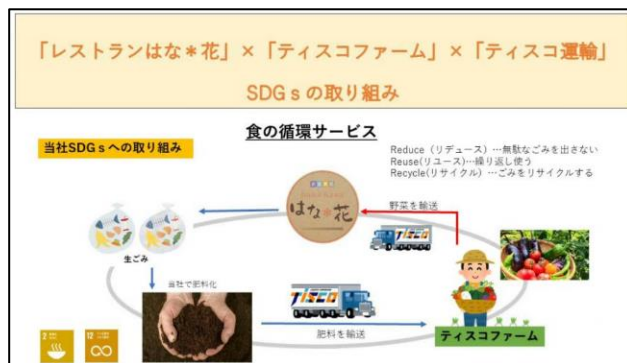 「レストランはな＊花」×「ティスコファーム」×「ティスコ運輸」
SDGｓの取り組み
食の循環サービス
当社SDGｓへの取り組み
Reduce（リデュース）…無駄なごみを出さない
Reuse(リユース)…繰り返し使う
Recycle(リサイクル）…ごみをリサイクルする
はな＊花
野菜を輸送
TISCO
生ごみ
当社で肥料化
TISCO
肥料を輸送
ティスコファーム
2
12